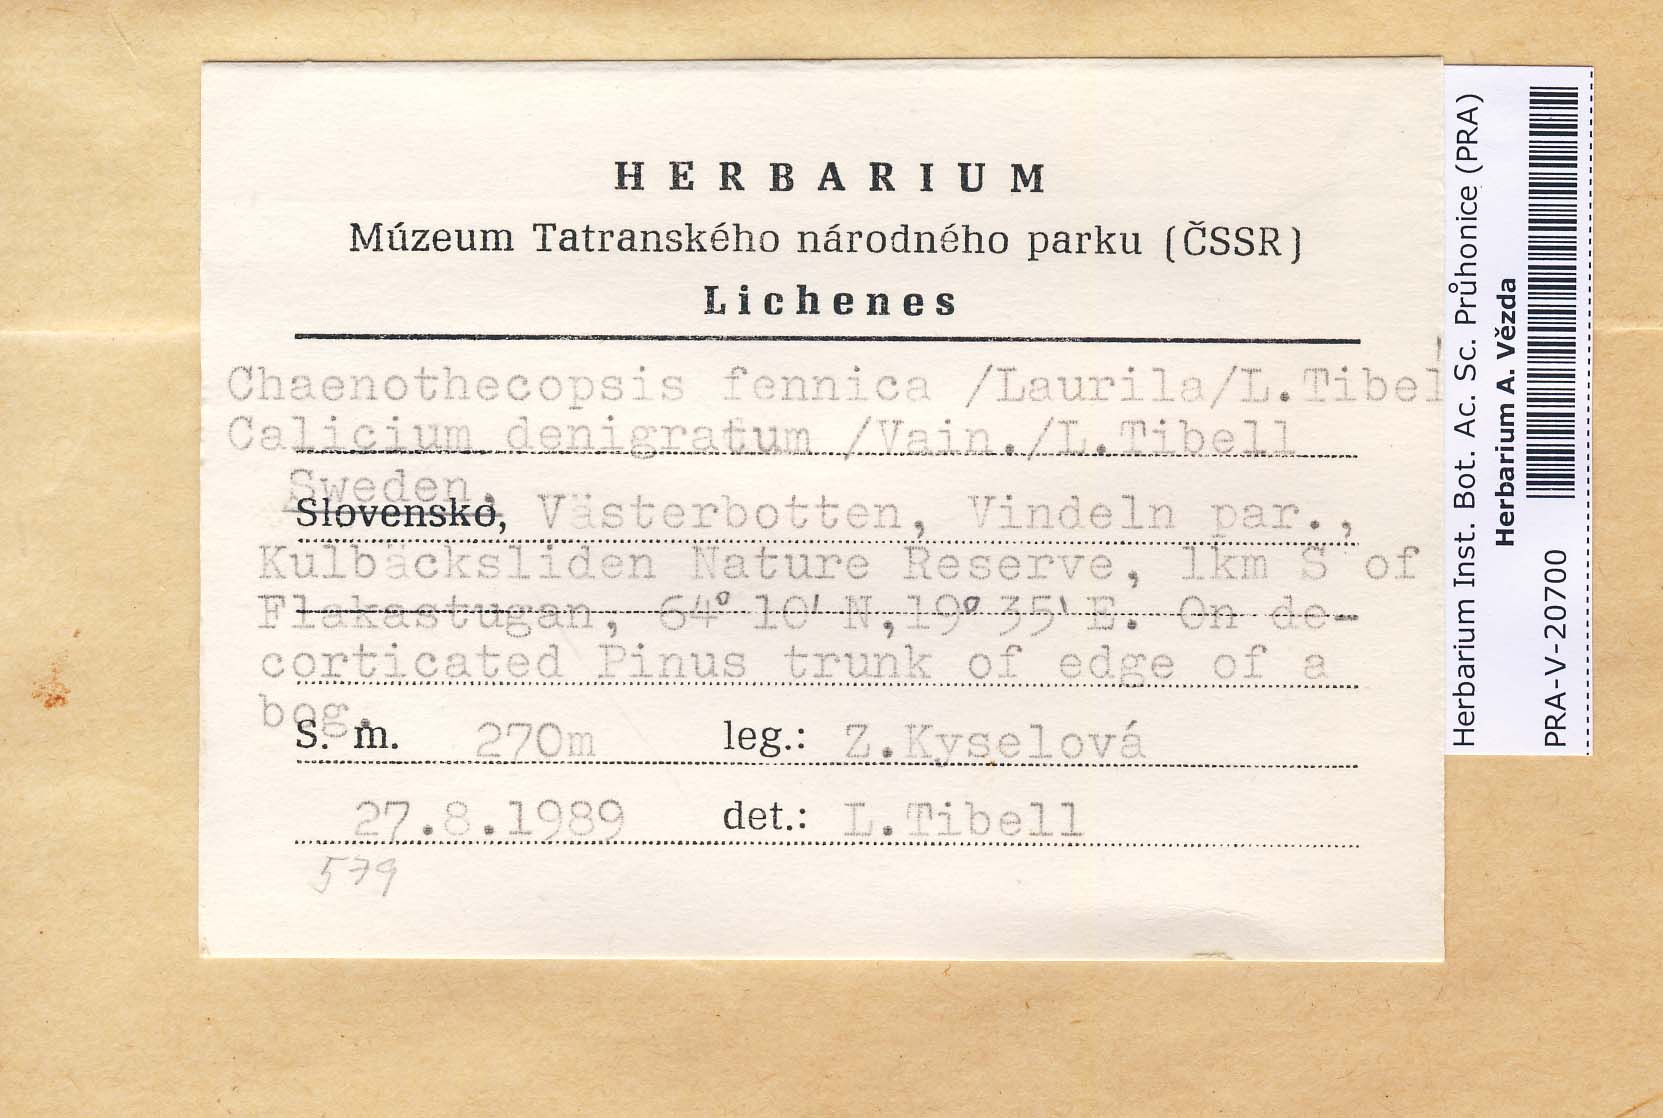 HERBARIUM
Múzeum Tatranského národného parku (ČSSR)
Lichenes
Chaenothecopsis fennica /Laurila/L.Tibel
Calicium denigratum /Vain./L.Tibell
Sweden,
Slovensko, Västerbotten, Vindeln par.,
Kulbäcksliden Nature Reserve, 1km S of
Flakastugan, 64° 10' N, 19° 35' E. On de-
corticated Pinus trunk of edge of a
bog.
S. m. 270m leg.: Z.Kyselová
27.8.1989 det.: L.Tibell
579
Herbarium Inst. Bot. Ac. Sc. Průhonice (PRA)
Herbarium A. Vězda
PRA-V-20700